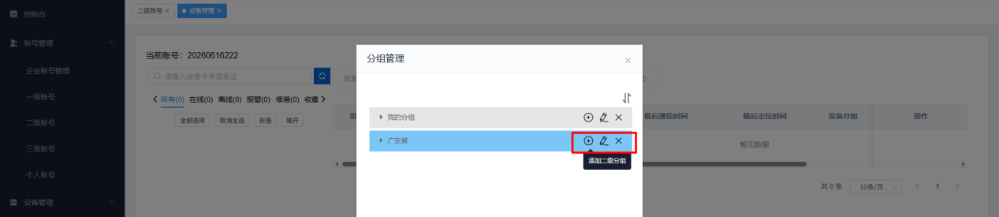 控制台
二级账号 ×
设备管理 ×
账号管理
企业账号管理
一级账号
二级账号
三级账号
个人账号
设备管理
当前账号：20260616222
请输入设备卡号或备注
所有(0) 在线(0) 离线(0) 报警(0) 停港(0) 收藏
全部选择 取消全选 折叠 展开
分组管理
我的分组
广东省
添加二级分组
最后通信时间 最后定位时间 设备分组 操作
暂无数据
共 0 条 10条/页 1